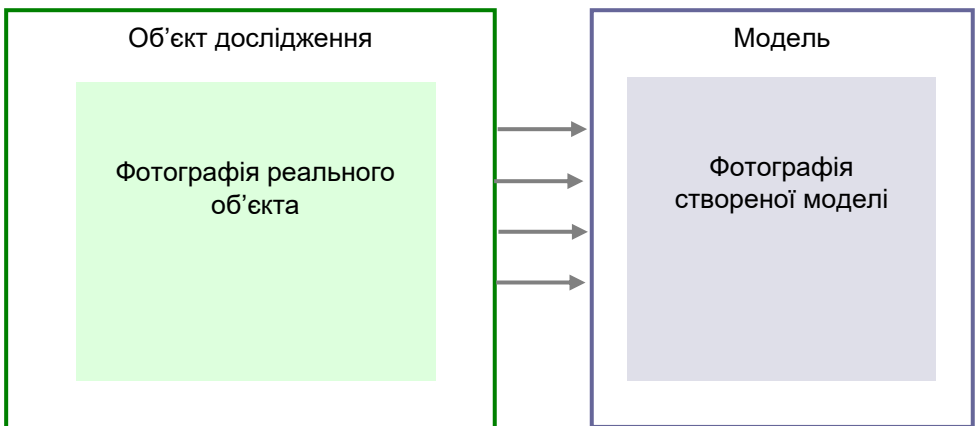 Об’єкт дослідження
Фотографія реального
об’єкта
Модель
Фотографія
створеної моделі